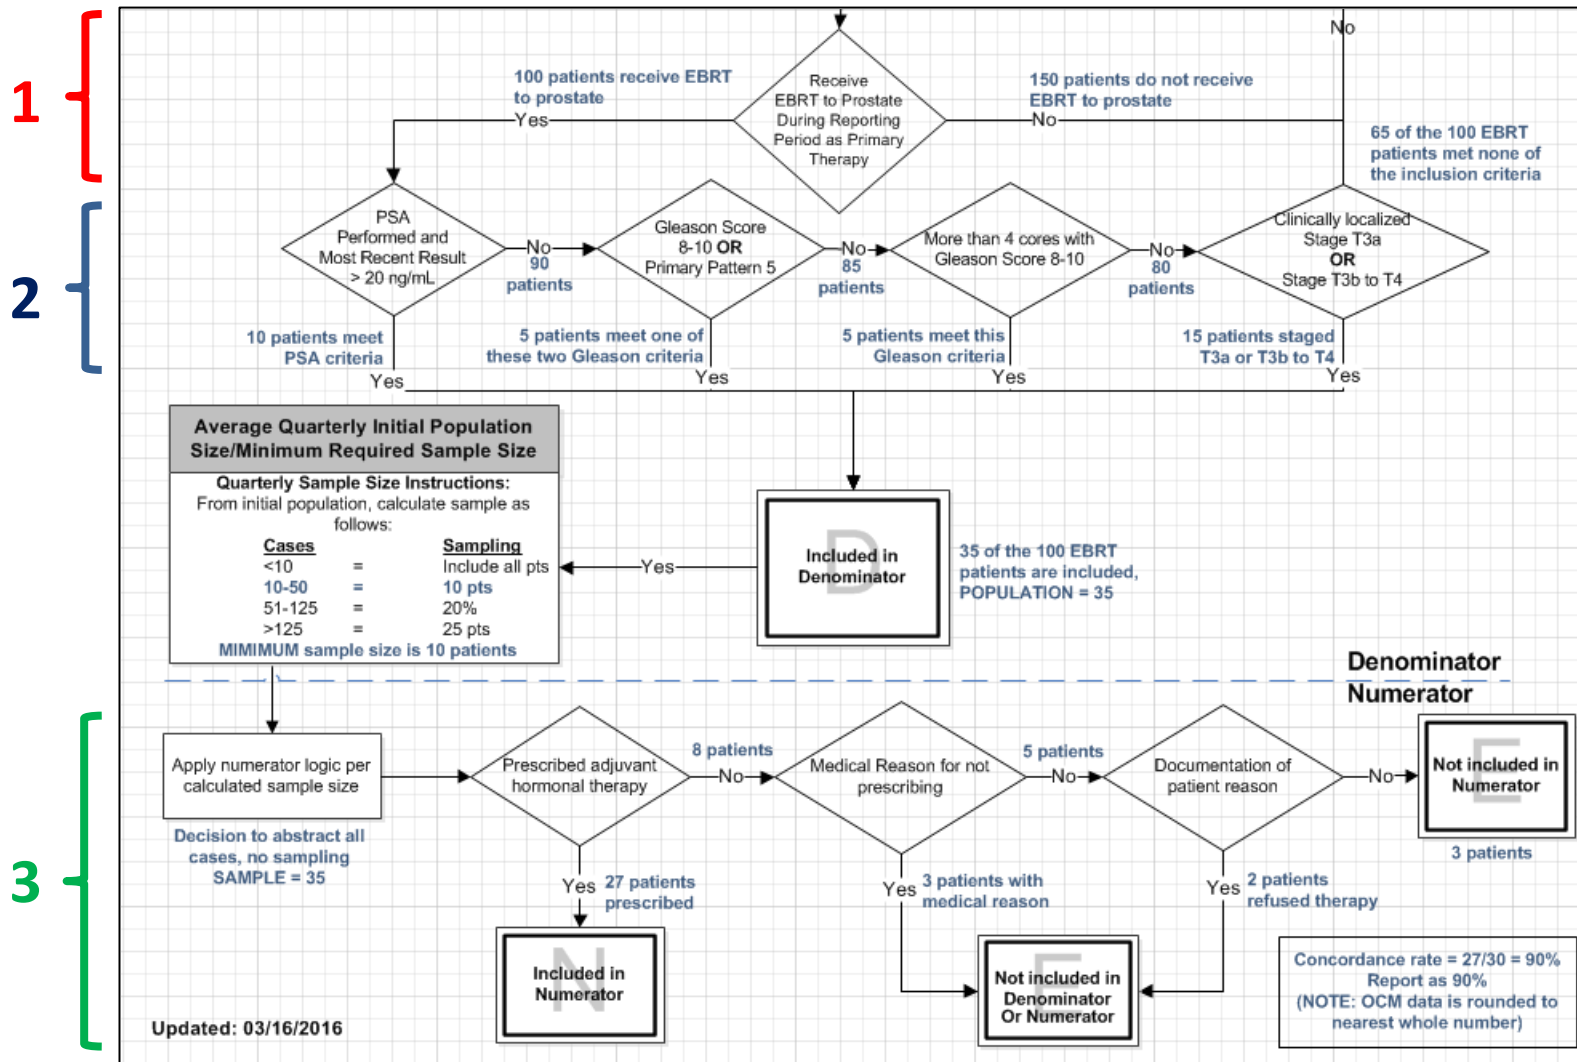 1
100 patients receive EBRT
to prostate
Yes
Receive
EBRT to Prostate
During Reporting
Period as Primary
Therapy
150 patients do not receive
EBRT to prostate
No
No
65 of the 100 EBRT
patients met none of
the inclusion criteria
2
PSA
Performed and
Most Recent Result
> 20 ng/mL
No
90
patients
Gleason Score
8-10 OR
Primary Pattern 5
No
85
patients
More than 4 cores with
Gleason Score 8-10
No
80
patients
Clinically localized
Stage T3a
OR
Stage T3b to T4
10 patients meet
PSA criteria
Yes
5 patients meet one of
these two Gleason criteria
Yes
5 patients meet this
Gleason criteria
Yes
15 patients staged
T3a or T3b to T4
Yes
Average Quarterly Initial Population
Size/Minimum Required Sample Size
Quarterly Sample Size Instructions:
From initial population, calculate sample as
follows:
Cases Sampling
<10 = Include all pts
10-50 = 10 pts
51-125 = 20%
>125 = 25 pts
MIMIMUM sample size is 10 patients
Yes
D
Included in
Denominator
35 of the 100 EBRT
patients are included,
POPULATION = 35
Denominator
Numerator
3
Apply numerator logic per
calculated sample size
Decision to abstract all
cases, no sampling
SAMPLE = 35
Prescribed adjuvant
hormonal therapy
8 patients
No
Medical Reason for not
prescribing
5 patients
No
Documentation of
patient reason
No
E
Not included in
Numerator
3 patients
Yes
27 patients
prescribed
Yes
3 patients with
medical reason
Yes
2 patients
refused therapy
N
Included in
Numerator
E
Not included in
Denominator
Or Numerator
Concordance rate = 27/30 = 90%
Report as 90%
(NOTE: OCM data is rounded to
nearest whole number)
Updated: 03/16/2016